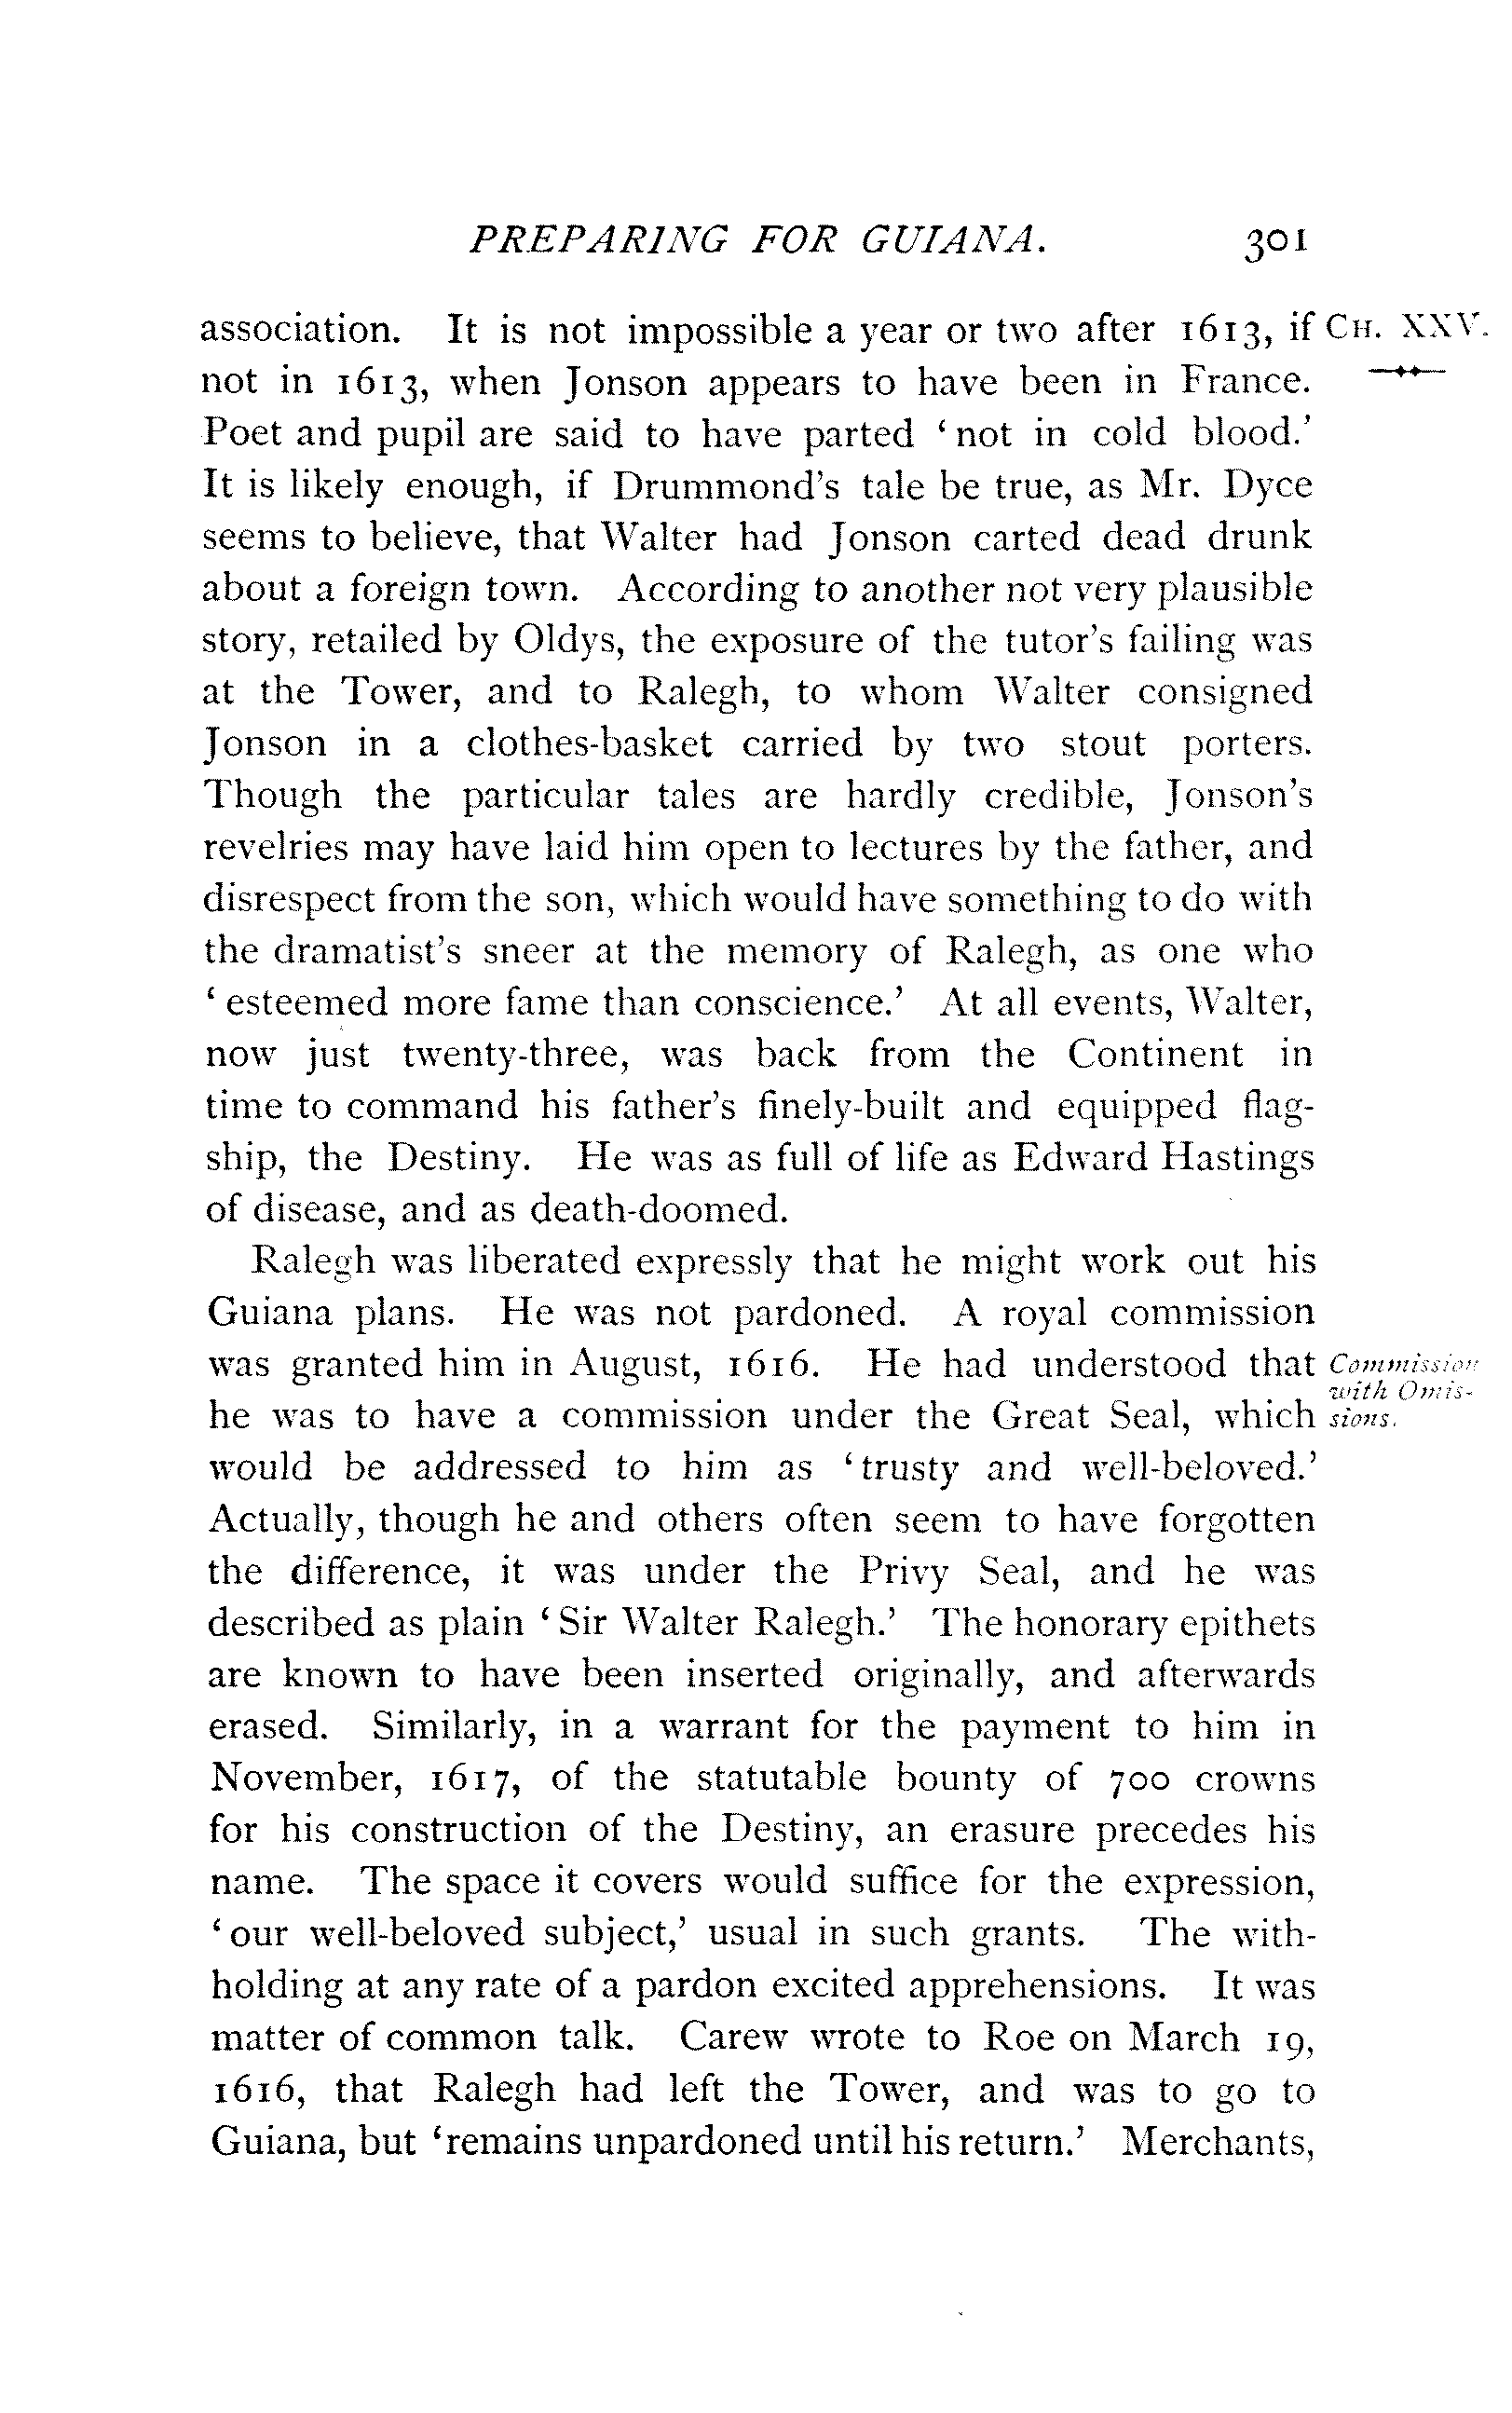 PREPARING FOR GUIANA. 301
association. It is not impossible a year or two after 1613, if CH. XXV.
not in 1613, when Jonson appears to have been in France.
Poet and pupil are said to have parted ‘not in cold blood.’
It is likely enough, if Drummond’s tale be true, as Mr. Dyce
seems to believe, that Walter had Jonson carted dead drunk
about a foreign town. According to another not very plausible
story, retailed by Oldys, the exposure of the tutor’s failing was
at the Tower, and to Ralegh, to whom Walter consigned
Jonson in a clothes-basket carried by two stout porters.
Though the particular tales are hardly credible, Jonson’s
revelries may have laid him open to lectures by the father, and
disrespect from the son, which would have something to do with
the dramatist’s sneer at the memory of Ralegh, as one who
‘esteemed more fame than conscience.’ At all events, Walter,
now just twenty-three, was back from the Continent in
time to command his father’s finely-built and equipped flag-
ship, the Destiny. He was as full of life as Edward Hastings
of disease, and as death-doomed.
Ralegh was liberated expressly that he might work out his
Guiana plans. He was not pardoned. A royal commission
was granted him in August, 1616. He had understood that
he was to have a commission under the Great Seal, which
would be addressed to him as ‘trusty and well-beloved.’
Actually, though he and others often seem to have forgotten
the difference, it was under the Privy Seal, and he was
described as plain ‘Sir Walter Ralegh.’ The honorary epithets
are known to have been inserted originally, and afterwards
erased. Similarly, in a warrant for the payment to him in
November, 1617, of the statutable bounty of 700 crowns
for his construction of the Destiny, an erasure precedes his
name. The space it covers would suffice for the expression,
‘our well-beloved subject,’ usual in such grants. The with-
holding at any rate of a pardon excited apprehensions. It was
matter of common talk. Carew wrote to Roe on March 19,
1616, that Ralegh had left the Tower, and was to go to
Guiana, but ‘remains unpardoned until his return.’ Merchants,
Commission
with Omis-
sions.